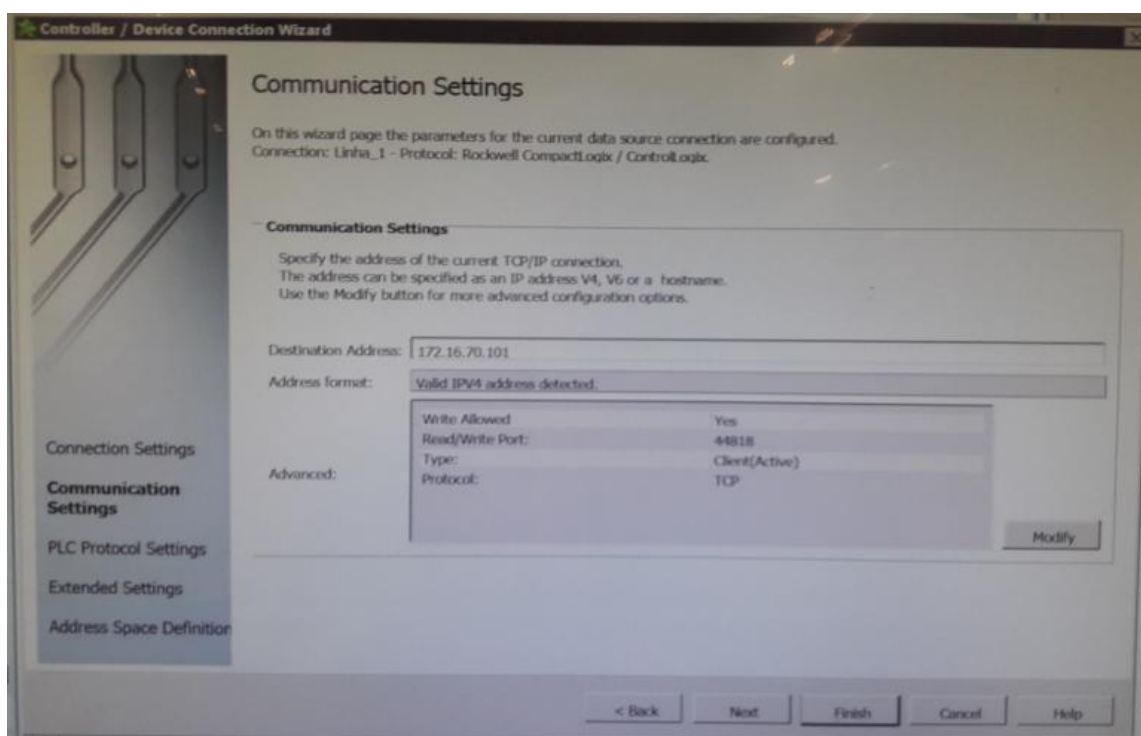 Controller / Device Connection Wizard
Communication Settings
On this wizard page the parameters for the current data source connection are configured.
Connection: Linha_1 - Protocol: Rockwell CompactLogix / ControlLogix.
Communication Settings
Specify the address of the current TCP/IP connection.
The address can be specified as an IP address V4, V6 or a hostname.
Use the Modify button for more advanced configuration options.
Destination Address: 172.16.70.101
Address format: Valid IPV4 address detected.
Advanced:
Write Allowed Yes
Read/Write Port: 44818
Type: Client(Active)
Protocol: TCP
Modify
Connection Settings
Communication
Settings
PLC Protocol Settings
Extended Settings
Address Space Definition
< Back Next Finish Cancel Help